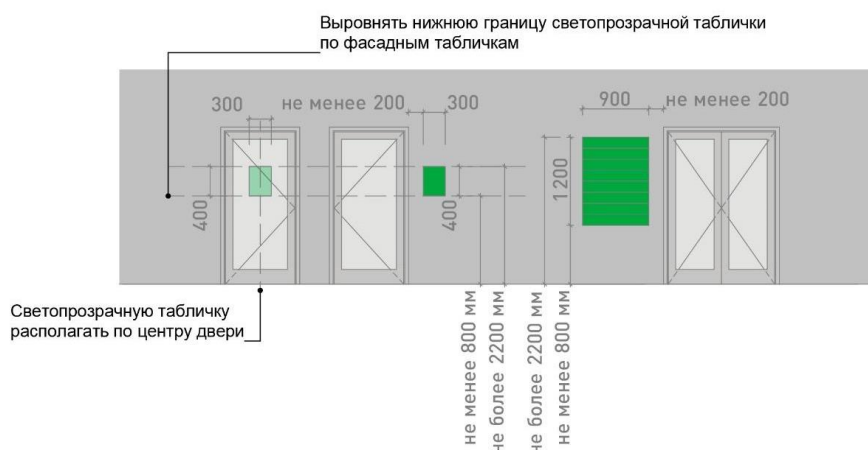 Выровнять нижнюю границу светопрозрачной таблички
по фасадным табличкам
300
не менее 200
300
900
не менее 200
400
400
1200
Светопрозрачную табличку
располагать по центру двери
не менее 800 мм
не более 2200 мм
не более 2200 мм
не менее 800 мм